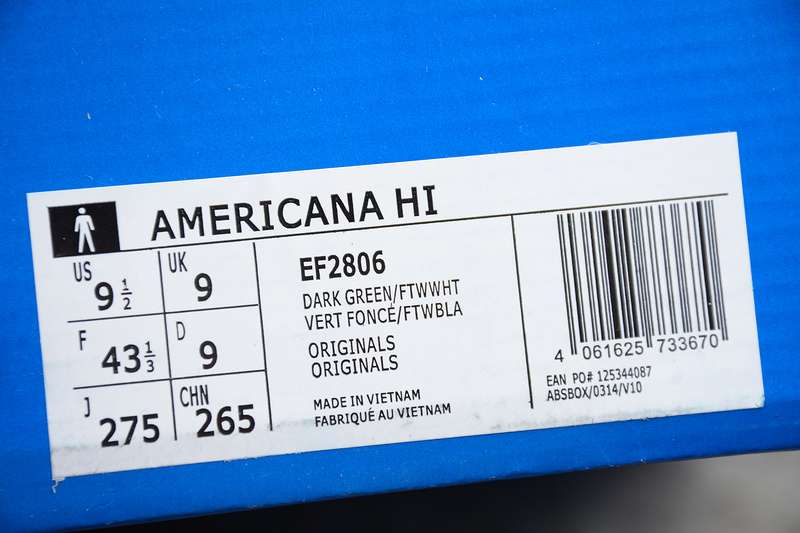 AMERICANA HI
US 9 1/2
UK 9
F 43 1/3
D 9
J 275
CHN 265
EF2806
DARK GREEN/FTWWHT
VERT FONCÉ/FTWBLA
ORIGINALS
ORIGINALS
MADE IN VIETNAM
FABRIQUÉ AU VIETNAM
4 061625 733670
EAN PO# 125344087
ABSBOX/0314/V10